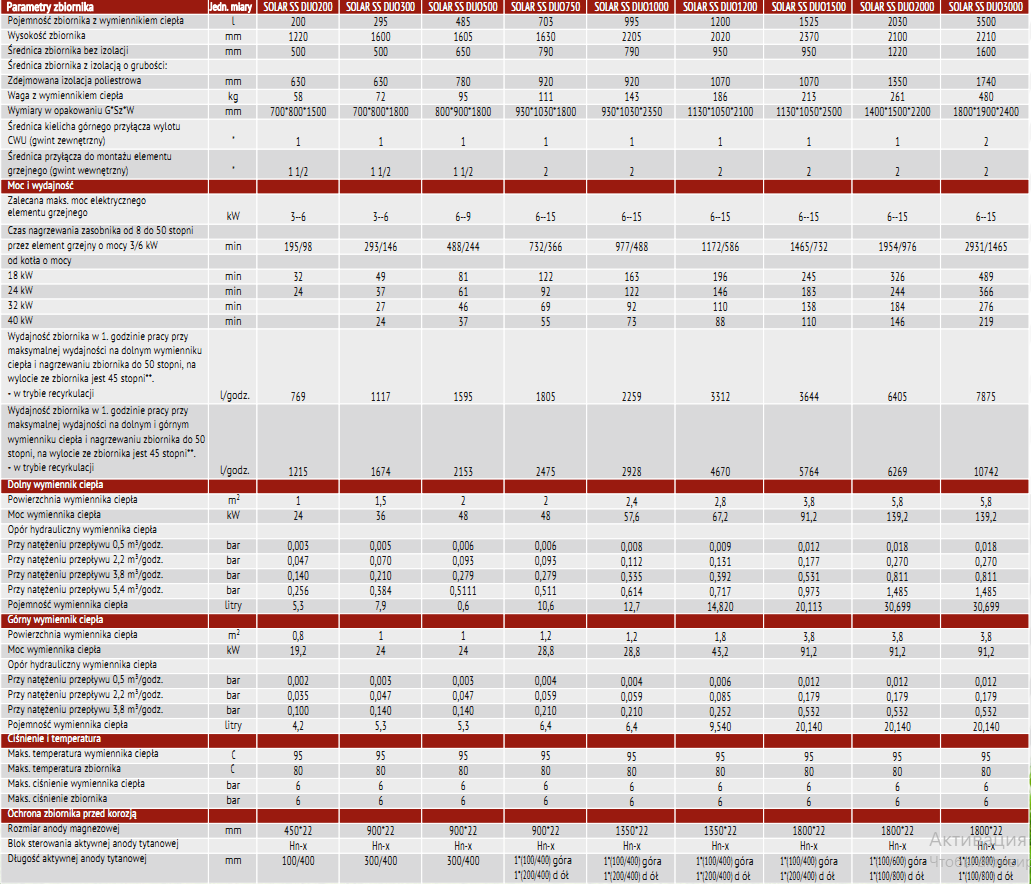 Parametry zbiornika Jedn. miary SOLAR SS DUO200 SOLAR SS DUO300 SOLAR SS DUO500 SOLAR SS DUO750 SOLAR SS DUO1000 SOLAR SS DUO1200 SOLAR SS DUO1500 SOLAR SS DUO2000 SOLAR SS DUO3000
Pojemność zbiornika z wymiennikiem ciepła l 200 295 485 703 995 1200 1525 2030 3500
Wysokość zbiornika mm 1220 1600 1605 1630 2205 2020 2370 2100 2210
Średnica zbiornika bez izolacji mm 500 500 650 790 790 950 950 1220 1600
Średnica zbiornika z izolacją o grubości:
Zdejmowana izolacja poliestrowa mm 630 630 780 920 920 1070 1070 1350 1740
Waga z wymiennikiem ciepła kg 58 72 95 111 143 186 213 261 480
Wymiary w opakowaniu G*Sz*W mm 700*800*1500 700*800*1800 800*900*1800 930*1030*1800 930*1030*2350 1130*1050*2100 1130*1050*2500 1400*1500*2200 1800*1900*2400
Średnica kielicha górnego przyłącza wylotu
CWU (gwint zewnętrzny) " 1 1 1 1 1 1 1 1 2
Średnica przyłącza do montażu elementu
grzejnego (gwint wewnętrzny) " 1 1/2 1 1/2 1 1/2 2 2 2 2 2 2
Moc i wydajność
Zalecana maks. moc elektrycznego
elementu grzejnego kW 3--6 3--6 6--9 6--15 6--15 6--15 6--15 6--15 6--15
Czas nagrzewania zasobnika od 8 do 50 stopni
przez element grzejny o mocy 3/6 kW min 195/98 293/146 488/244 732/366 977/488 1172/586 1465/732 1954/976 2931/1465
od kotła o mocy
18 kW min 32 49 81 122 163 196 245 326 489
24 kW min 24 37 61 92 122 146 183 244 366
32 kW min 27 46 69 92 110 138 184 276
40 kW min 24 37 55 73 88 110 146 219
Wydajność zbiornika w 1. godzinie pracy przy
maksymalnej wydajności na dolnym wymienniku
ciepła i nagrzewaniu zbiornika do 50 stopni, na
wylocie ze zbiornika jest 45 stopni**.
- w trybie recyrkulacji l/godz. 769 1117 1595 1805 2259 3312 3644 6405 7875
Wydajność zbiornika w 1. godzinie pracy przy
maksymalnej wydajności na dolnym i górnym
wymienniku ciepła i nagrzewaniu zbiornika do 50
stopni, na wylocie ze zbiornika jest 45 stopni**.
- w trybie recyrkulacji l/godz. 1215 1674 2153 2475 2928 4670 5764 6269 10742
Dolny wymiennik ciepła
Powierzchnia wymiennika ciepła m² 1 1,5 2 2 2,4 2,8 3,8 5,8 5,8
Moc wymiennika ciepła kW 24 36 48 48 57,6 67,2 91,2 139,2 139,2
Opór hydrauliczny wymiennika ciepła
Przy natężeniu przepływu 0,5 m³/godz. bar 0,003 0,005 0,006 0,006 0,008 0,009 0,012 0,018 0,018
Przy natężeniu przepływu 2,2 m³/godz. bar 0,047 0,070 0,093 0,093 0,112 0,131 0,177 0,270 0,270
Przy natężeniu przepływu 3,8 m³/godz. bar 0,140 0,210 0,279 0,279 0,335 0,392 0,531 0,811 0,811
Przy natężeniu przepływu 5,4 m³/godz. bar 0,256 0,384 0,5111 0,511 0,614 0,717 0,973 1,485 1,485
Pojemność wymiennika ciepła litry 5,3 7,9 0,6 10,6 12,7 14,820 20,113 30,699 30,699
Górny wymiennik ciepła
Powierzchnia wymiennika ciepła m² 0,8 1 1 1,2 1,2 1,8 3,8 3,8 3,8
Moc wymiennika ciepła kW 19,2 24 24 28,8 28,8 43,2 91,2 91,2 91,2
Opór hydrauliczny wymiennika ciepła
Przy natężeniu przepływu 0,5 m³/godz. bar 0,002 0,003 0,003 0,004 0,004 0,006 0,012 0,012 0,012
Przy natężeniu przepływu 2,2 m³/godz. bar 0,035 0,047 0,047 0,059 0,059 0,085 0,179 0,179 0,179
Przy natężeniu przepływu 3,8 m³/godz. bar 0,100 0,140 0,140 0,210 0,210 0,252 0,532 0,532 0,532
Pojemność wymiennika ciepła litry 4,2 5,3 5,3 6,4 6,4 9,540 20,140 20,140 20,140
Ciśnienie i temperatura
Maks. temperatura wymiennika ciepła C 95 95 95 95 95 95 95 95 95
Maks. temperatura zbiornika C 80 80 80 80 80 80 80 80 80
Maks. ciśnienie wymiennika ciepła bar 6 6 6 6 6 6 6 6 6
Maks. ciśnienie zbiornika bar 6 6 6 6 6 6 6 6 6
Ochrona zbiornika przed korozją
Rozmiar anody magnezowej mm 450*22 900*22 900*22 900*22 1350*22 1350*22 1800*22 1800*22 1800*22
Blok sterowania aktywnej anody tytanowej Hn-x Hn-x Hn-x Hn-x Hn-x Hn-x Hn-x Hn-x Hn-x
Długość aktywnej anody tytanowej mm 100/400 300/400 300/400 1*(100/400) góra 1*(100/400) góra 1*(100/400) góra 1*(100/400) góra 1*(100/600) góra 1*(100/800) góra
1*(200/400) d ół 1*(200/400) d ół 1*(200/400) d ół 1*(200/400) d ół 1*(100/800) d ół 1*(100/800) d ół
Активация